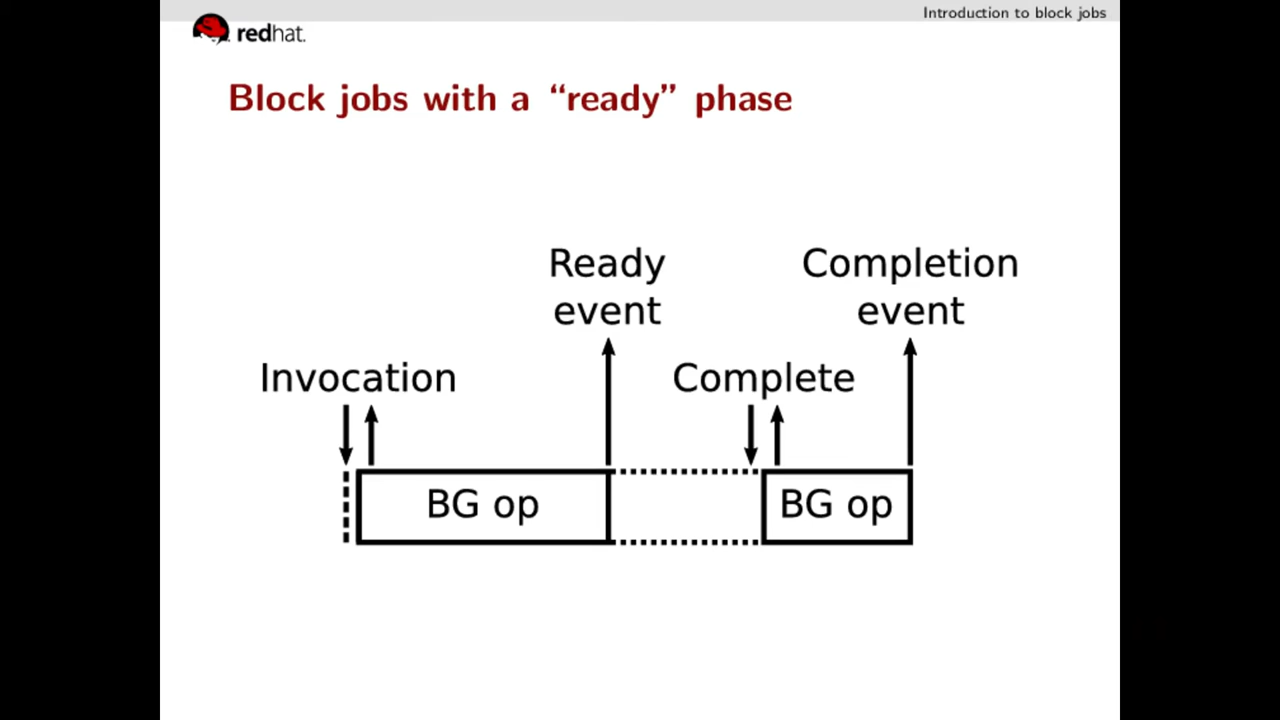 Introduction to block jobs
redhat.
Block jobs with a “ready” phase
Ready
event
Completion
event
Invocation
Complete
BG op
BG op